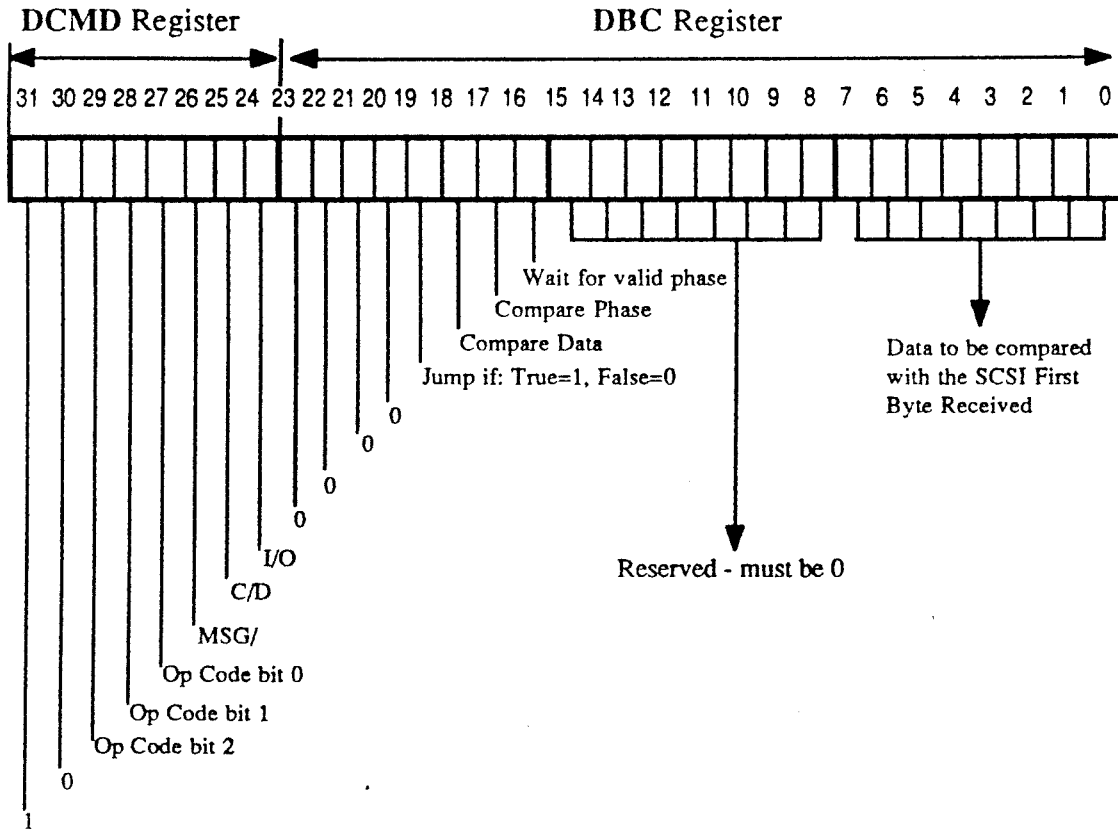 DCMD Register
DBC Register
31 30 29 28 27 26 25 24 23 22 21 20 19 18 17 16 15 14 13 12 11 10 9 8 7 6 5 4 3 2 1 0
Wait for valid phase
Compare Phase
Compare Data
Jump if: True=1, False=0
0
0
0
0
I/O
C/D
MSG/
Op Code bit 0
Op Code bit 1
Op Code bit 2
0
1
Reserved - must be 0
Data to be compared
with the SCSI First
Byte Received